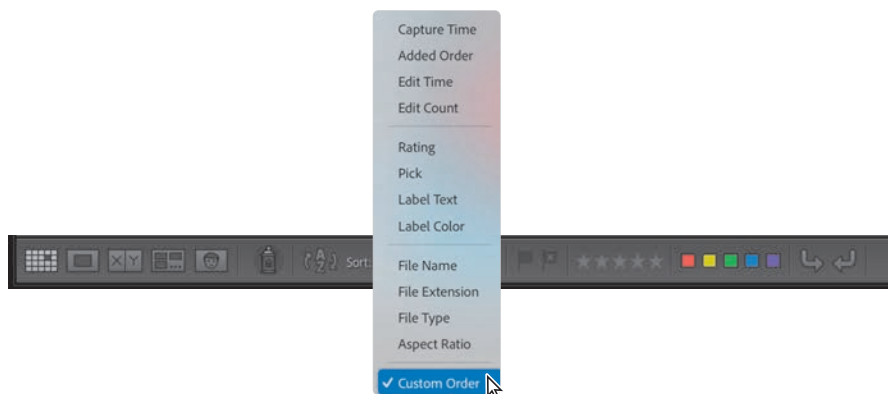 Capture Time
Added Order
Edit Time
Edit Count
Rating
Pick
Label Text
Label Color
XY
A
Z
Sort:
File Name
File Extension
File Type
Aspect Ratio
✓ Custom Order